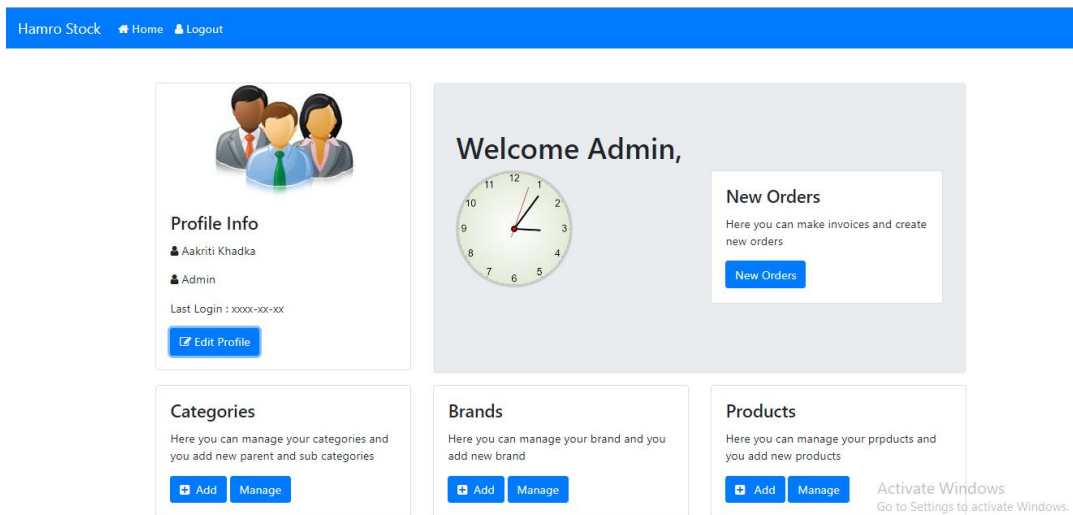 Hamro Stock Home Logout
Welcome Admin,
12
11 1
10 2
9 3
8 4
7 5
6
New Orders
Here you can make invoices and create
new orders
New Orders
Profile Info
Aakriti Khadka
Admin
Last Login : xxxx-xx-xx
Edit Profile
Categories
Here you can manage your categories and
you add new parent and sub categories
Add Manage
Brands
Here you can manage your brand and you
add new brand
Add Manage
Products
Here you can manage your prpducts and
you add new products
Add Manage
Activate Windows
Go to Settings to activate Windows.